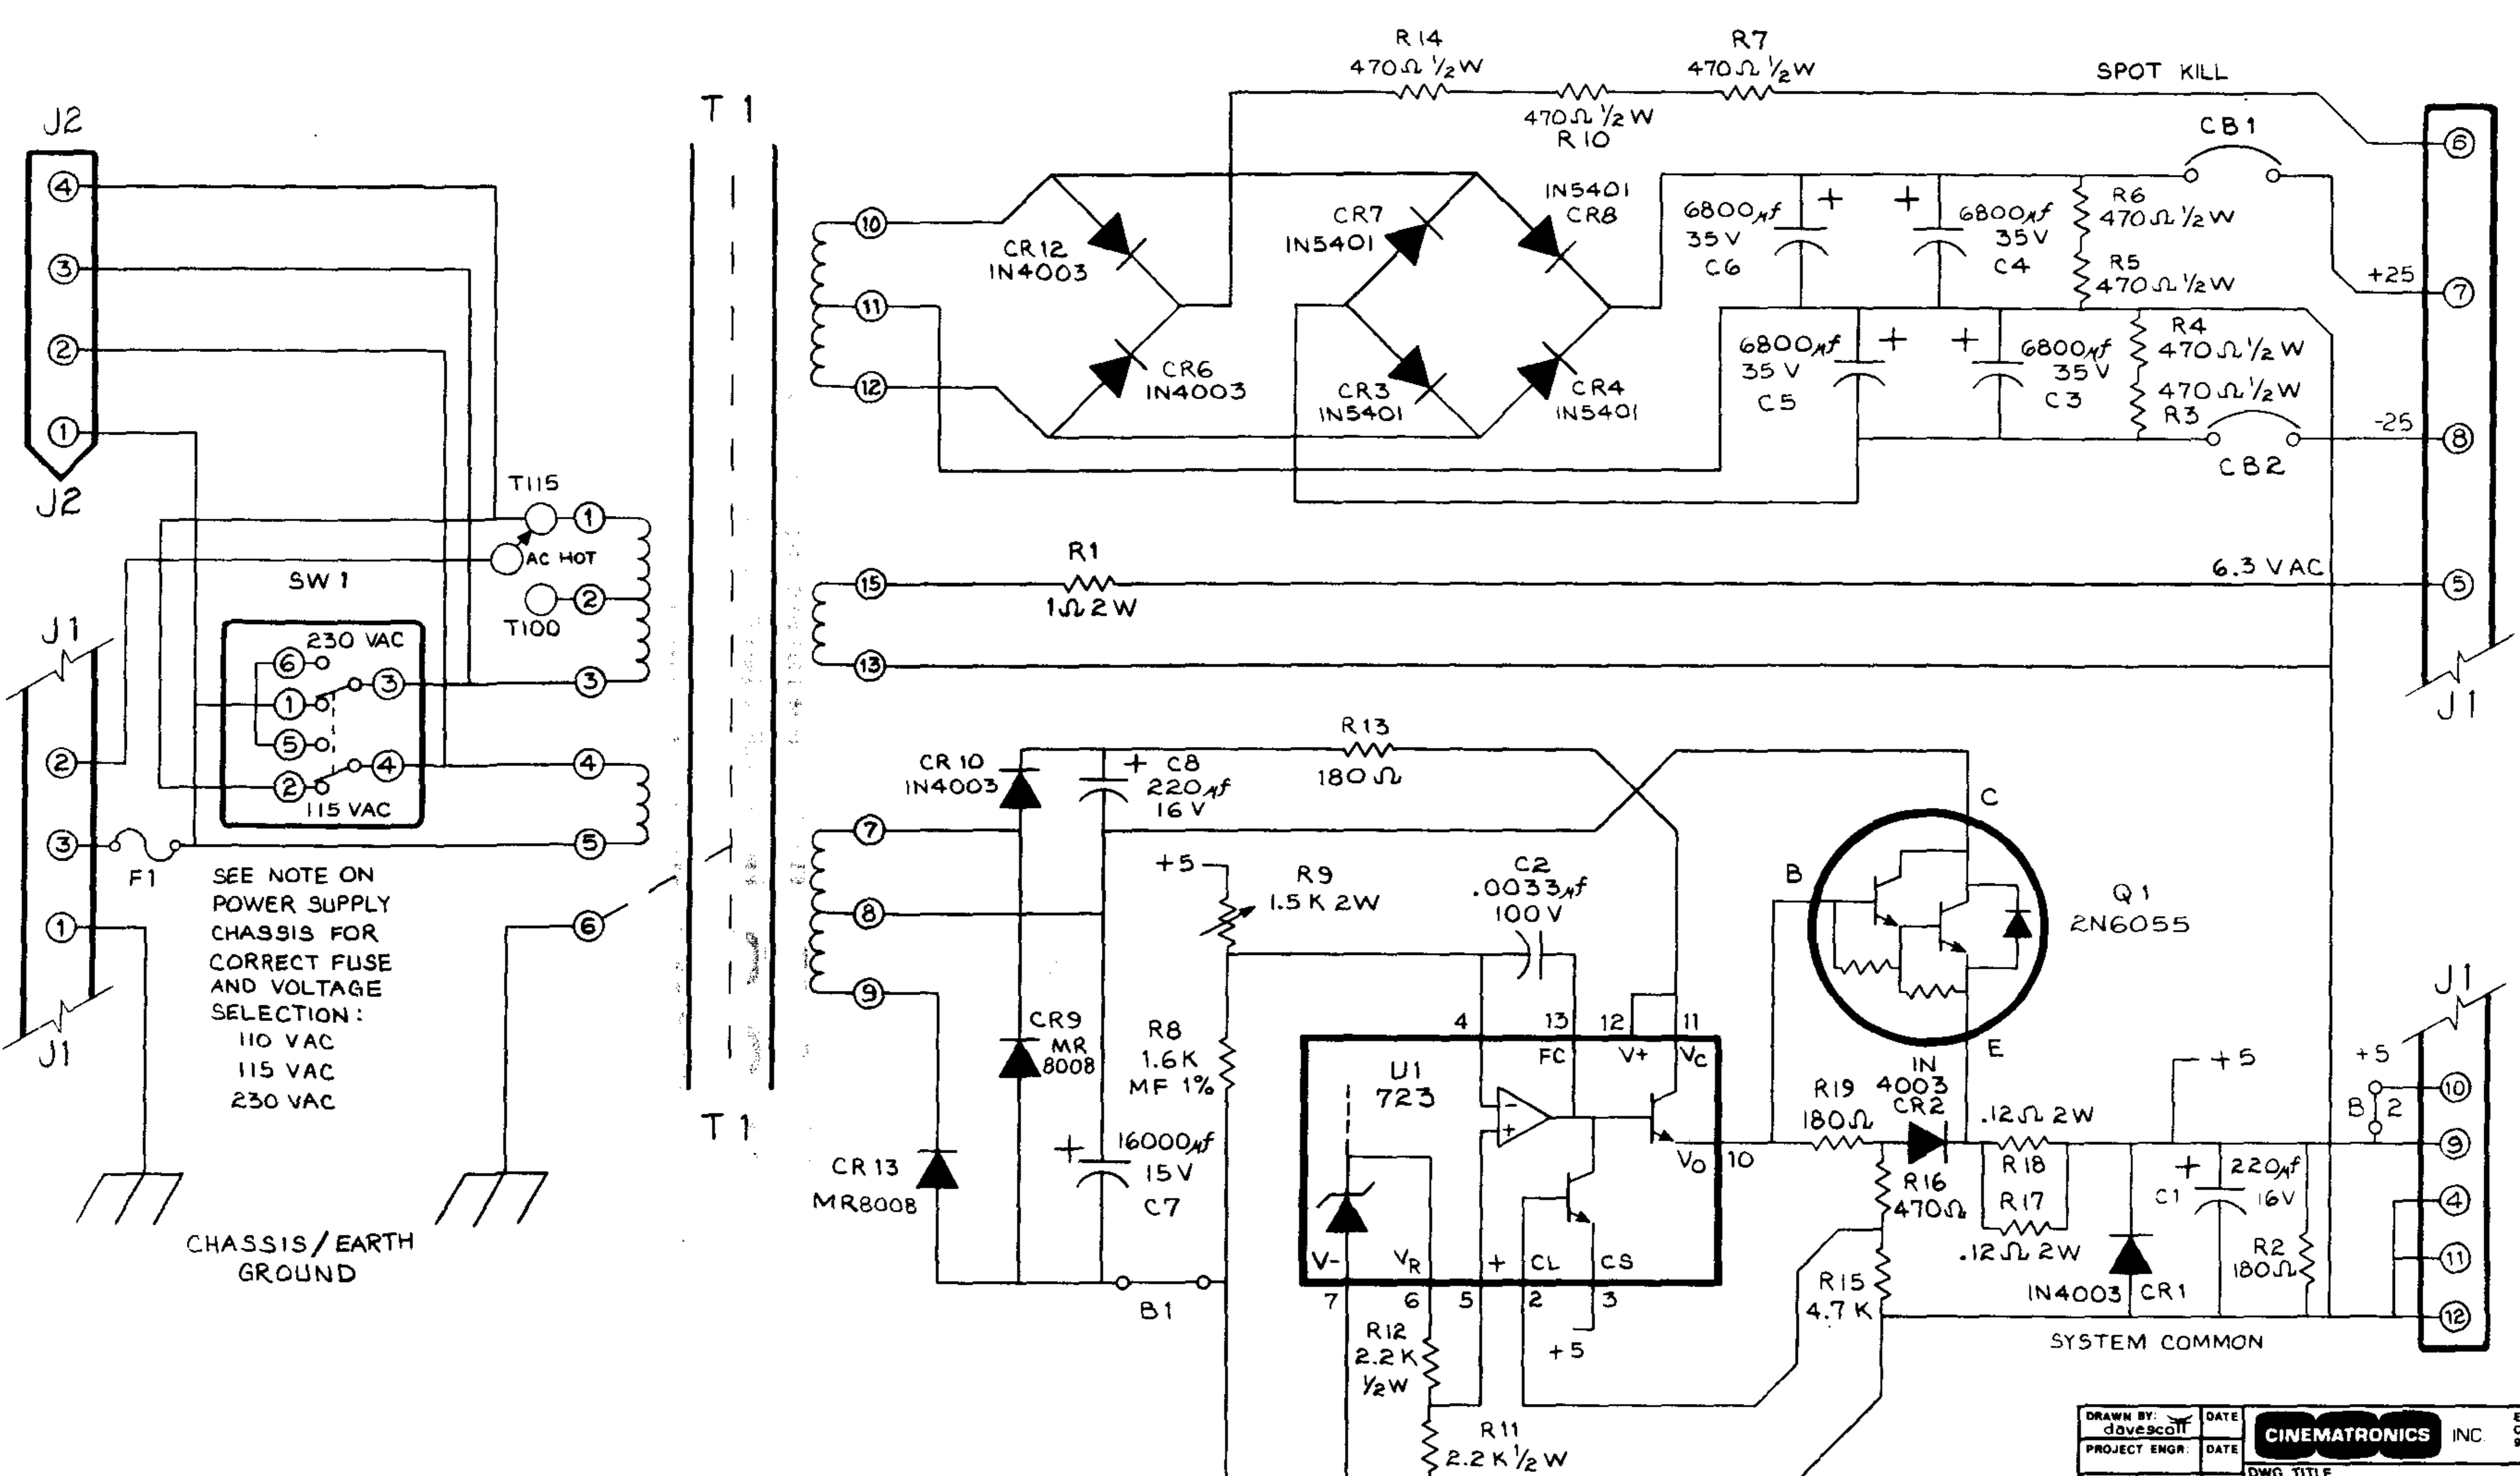 R14
470Ω ½W
R7
470Ω ½W
470Ω ½W
R10
SPOT KILL
T1
J2
4
3
2
1
J2
10
11
12
CR12
IN4003
CR6
IN4003
CR7
IN5401
IN5401
CR8
CR3
IN5401
CR4
IN5401
6800µf
35V
C6
6800µf
35V
C4
R6
470Ω ½W
R5
470Ω ½W
6800µf
35V
C5
6800µf
35V
C3
R4
470Ω ½W
470Ω ½W
R3
CB1
CB2
+25
-25
6
7
8
5
J1
T115
1
AC HOT
2
T100
3
4
5
6
SW 1
230 VAC
6
1
3
5
4
2
115 VAC
J1
2
3
1
J1
F1
SEE NOTE ON
POWER SUPPLY
CHASSIS FOR
CORRECT FUSE
AND VOLTAGE
SELECTION:
110 VAC
115 VAC
230 VAC
CHASSIS/EARTH
GROUND
T1
15
13
R1
1Ω 2W
6.3 VAC
7
8
9
CR10
IN4003
+ C8
220µf
16V
R13
180Ω
+5
R9
1.5K 2W
C2
.0033µf
100V
CR9
MR
8008
R8
1.6K
MF 1%
CR13
MR8008
+
16000µf
15V
C7
B1
4
13
12
11
FC
V+
VC
U1
723
-
+
VO
10
V-
VR
+
CL
CS
7
6
5
2
3
+5
R12
2.2K
½W
R11
2.2K ½W
B
C
E
Q1
2N6055
R19
180Ω
IN
4003
CR2
.12Ω 2W
R18
R17
.12Ω 2W
R16
470Ω
R15
4.7K
+5
+5
B 2
+
C1
220µf
16V
R2
180Ω
IN4003 CR1
SYSTEM COMMON
J1
10
9
4
11
12
DRAWN BY:
davescott
DATE
PROJECT ENGR:
DATE
CINEMATRONICS INC.
DWG TITLE